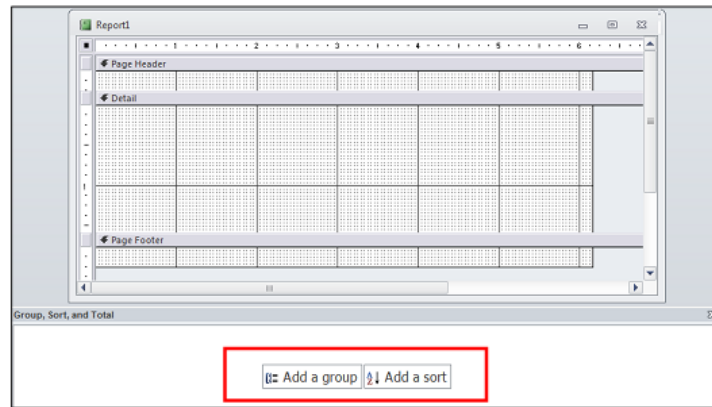 Report1
1 2 3 4 5 6
Page Header
Detail
1
Page Footer
Group, Sort, and Total
Add a group Add a sort